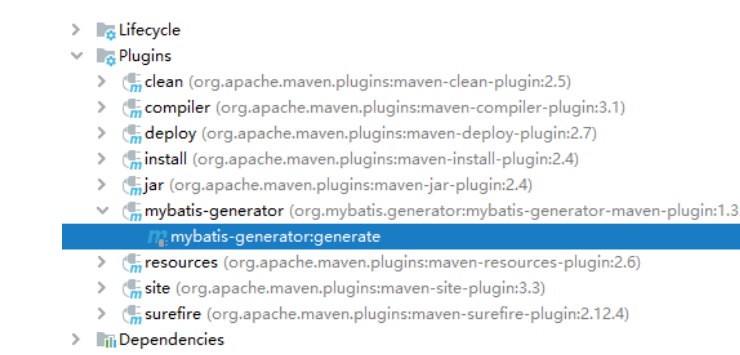 Lifecycle
Plugins
clean (org.apache.maven.plugins:maven-clean-plugin:2.5)
compiler (org.apache.maven.plugins:maven-compiler-plugin:3.1)
deploy (org.apache.maven.plugins:maven-deploy-plugin:2.7)
install (org.apache.maven.plugins:maven-install-plugin:2.4)
jar (org.apache.maven.plugins:maven-jar-plugin:2.4)
mybatis-generator (org.mybatis.generator:mybatis-generator-maven-plugin:1.3
mybatis-generator:generate
resources (org.apache.maven.plugins:maven-resources-plugin:2.6)
site (org.apache.maven.plugins:maven-site-plugin:3.3)
surefire (org.apache.maven.plugins:maven-surefire-plugin:2.12.4)
Dependencies